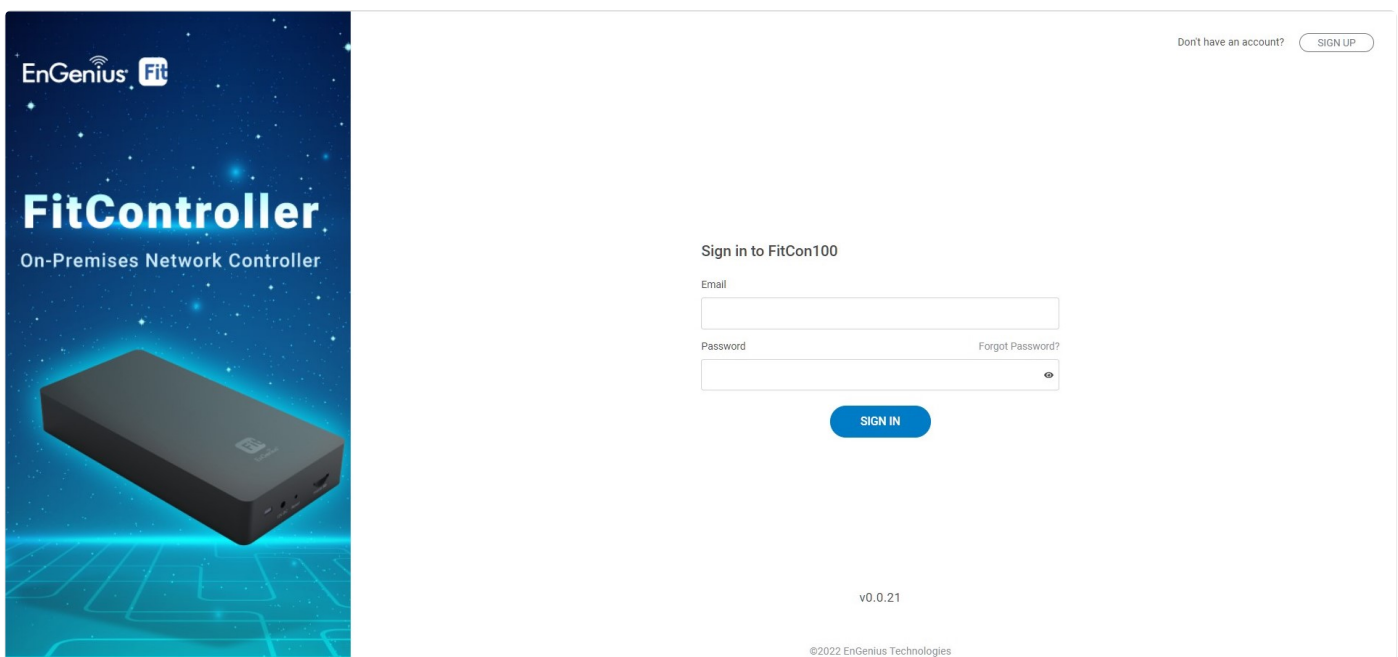 Don't have an account? SIGN UP
EnGenius Fit
FitController
On-Premises Network Controller
Sign in to FitCon100
Email
Password Forgot Password?
SIGN IN
v0.0.21
©2022 EnGenius Technologies
Fit